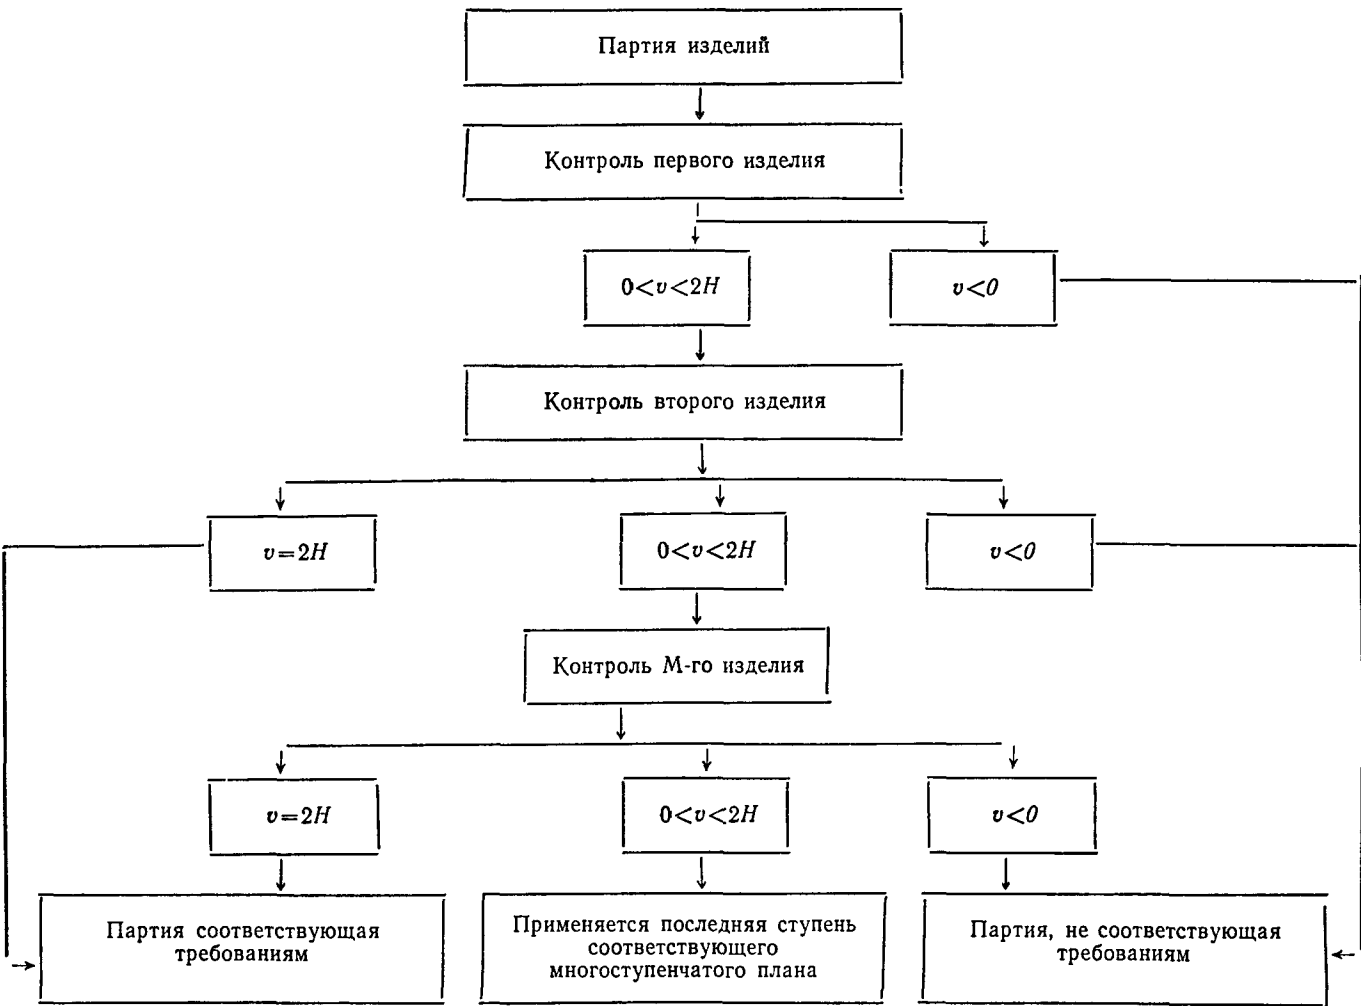 Партия изделий
Контроль первого изделия
0<v<2H
v<0
Контроль второго изделия
v=2H
0<v<2H
v<0
Контроль М-го изделия
v=2H
0<v<2H
v<0
Партия соответствующая
требованиям
Применяется последняя ступень
соответствующего
многоступенчатого плана
Партия, не соответствующая
требованиям